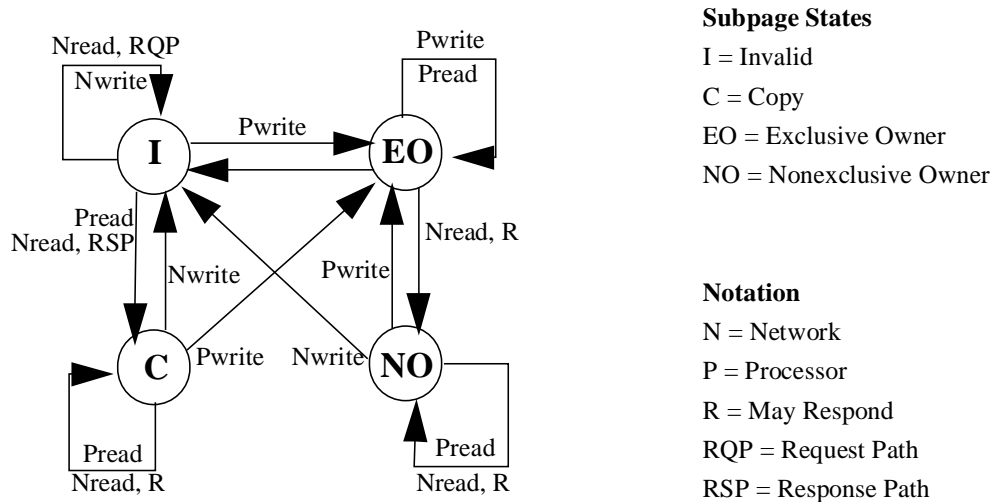 Nread, RQP
Nwrite
I
Pwrite
EO
Pwrite
Pread
Pread
Nread, RSP
Nwrite
Pwrite
Nread, R
C
Pwrite
Nwrite
NO
Pread
Nread, R
Pread
Nread, R
Subpage States
I = Invalid
C = Copy
EO = Exclusive Owner
NO = Nonexclusive Owner
Notation
N = Network
P = Processor
R = May Respond
RQP = Request Path
RSP = Response Path